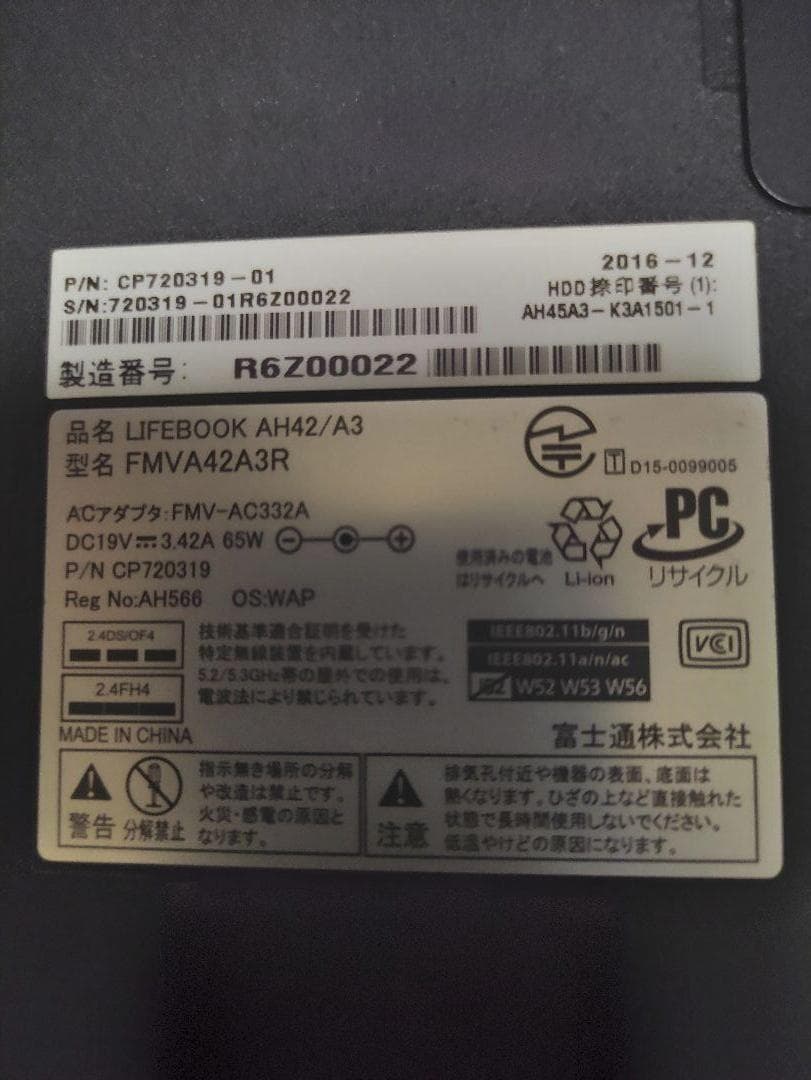 P/N: CP720319-01
S/N:720319-01R6Z00022
2016-12
HDD捺印番号(1):
AH45A3-K3A1501-1
製造番号: R6Z00022
品名 LIFEBOOK AH42/A3
型名 FMVA42A3R
T D15-0099005
ACアダプタ:FMV-AC332A
DC19V 3.42A 65W
P/N CP720319
Reg No:AH566 OS:WAP
使用済みの電池
はリサイクルへ
Li-ion
PC
リサイクル
2.4DS/OF4
2.4FH4
技術基準適合証明を受けた
特定無線装置を内蔵しています。
5.2/5.3GHz帯の屋外での使用は、
電波法により禁じられています。
IEEE802.11b/g/n
IEEE802.11a/n/ac
J52 W52 W53 W56
VCI
MADE IN CHINA
富士通株式会社
警告
分解禁止
指示無き場所の分解
や改造は禁止です。
火災・感電の原因と
なります。
注意
排気孔付近や機器の表面、底面は
熱くなります。ひざの上など直接触れた
状態で長時間使用しないでください。
低温やけどの原因になります。